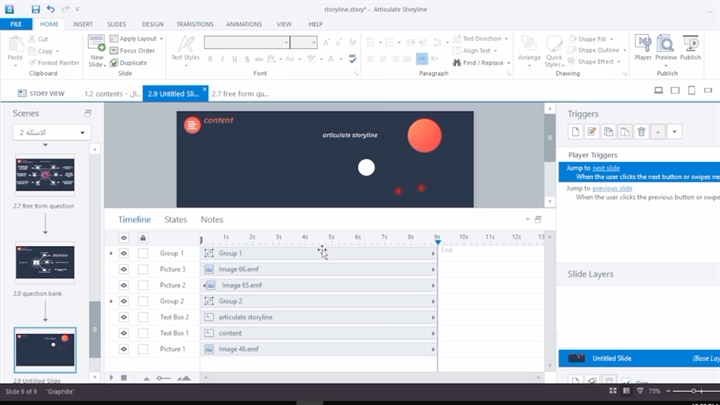 storyline.story* - Articulate Storyline
FILE HOME INSERT SLIDES DESIGN TRANSITIONS ANIMATIONS VIEW HELP
Paste
Cut
Copy
Format Painter
Clipboard
New Slide
Apply Layout
Focus Order
Duplicate
Slides
Text Styles
Font
Text Direction
Align Text
Find / Replace
Paragraph
Arrange
Quick Styles
Shape Fill
Shape Outline
Shape Effect
Drawing
Player Preview Publish
Publish
STORY VIEW
1.2 contents - ال...
2.9 Untitled Sli...
2.7 free form qu...
Scenes
2 الاسئلة
2.7 free form question
2.8 question bank
2.9 Untitled Slide
content
articulate storyline
Timeline States Notes
1s 2s 3s 4s 5s 6s 7s 8s 9s 10s 11s 12s 13
End
Group 1 Group 1
Picture 3 Image 66.emf
Picture 2 Image 65.emf
Group 2 Group 2
Text Box 2 articulate storyline
Text Box 1 content
Picture 1 Image 46.emf
Triggers
Player Triggers
Jump to next slide
When the user clicks the next button or swipes ne
Jump to previous slide
When the user clicks the previous button or swip
Slide Layers
Untitled Slide (Base Lay
Dim
Slide 9 of 9 "Graphite" 75%